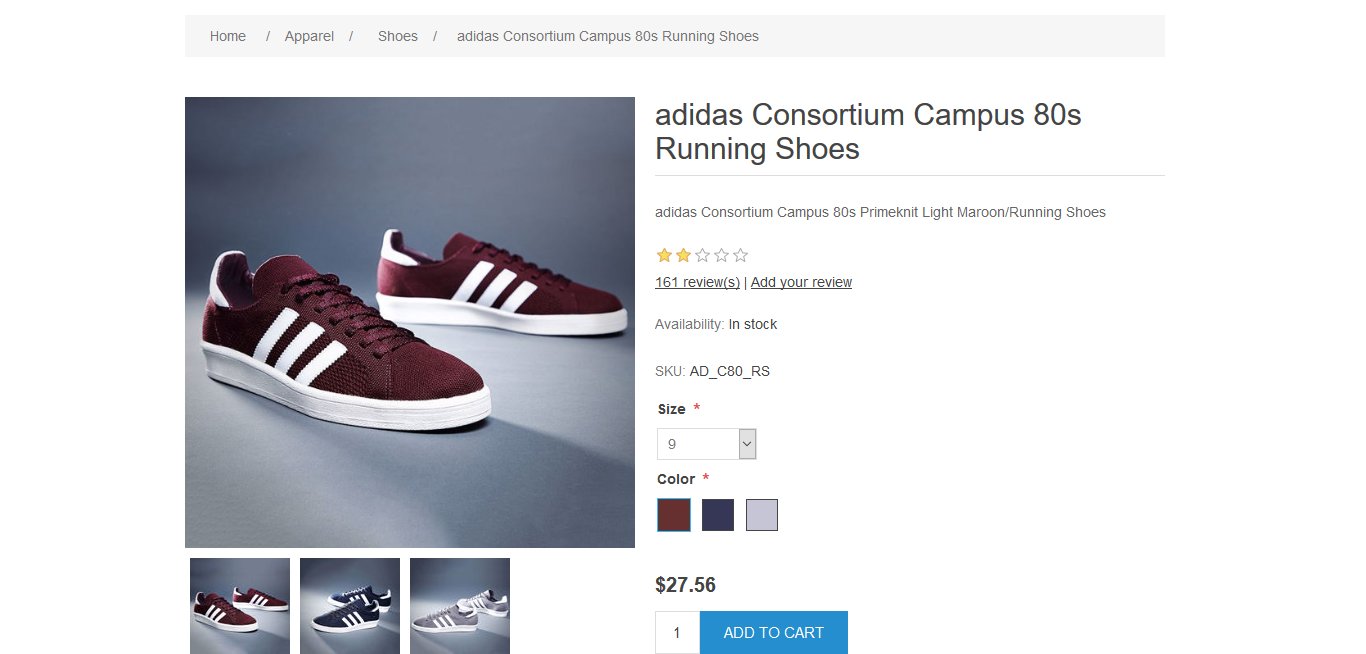 Home / Apparel / Shoes / adidas Consortium Campus 80s Running Shoes
adidas Consortium Campus 80s
Running Shoes
adidas Consortium Campus 80s Primeknit Light Maroon/Running Shoes
161 review(s) | Add your review
Availability: In stock
SKU: AD_C80_RS
Size *
9
Color *
$27.56
1 ADD TO CART